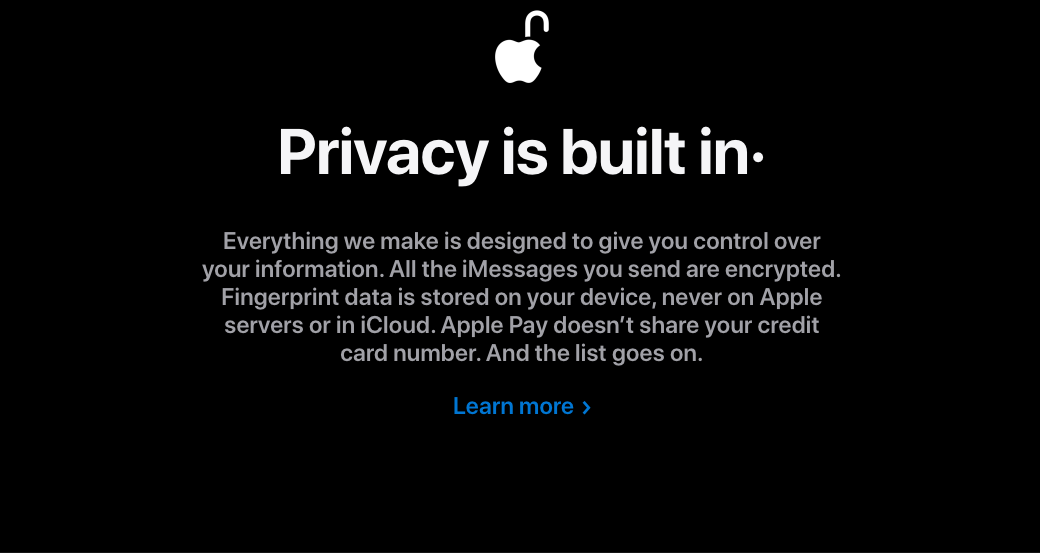 Privacy is built in·
Everything we make is designed to give you control over
your information. All the iMessages you send are encrypted.
Fingerprint data is stored on your device, never on Apple
servers or in iCloud. Apple Pay doesn’t share your credit
card number. And the list goes on.
Learn more ›